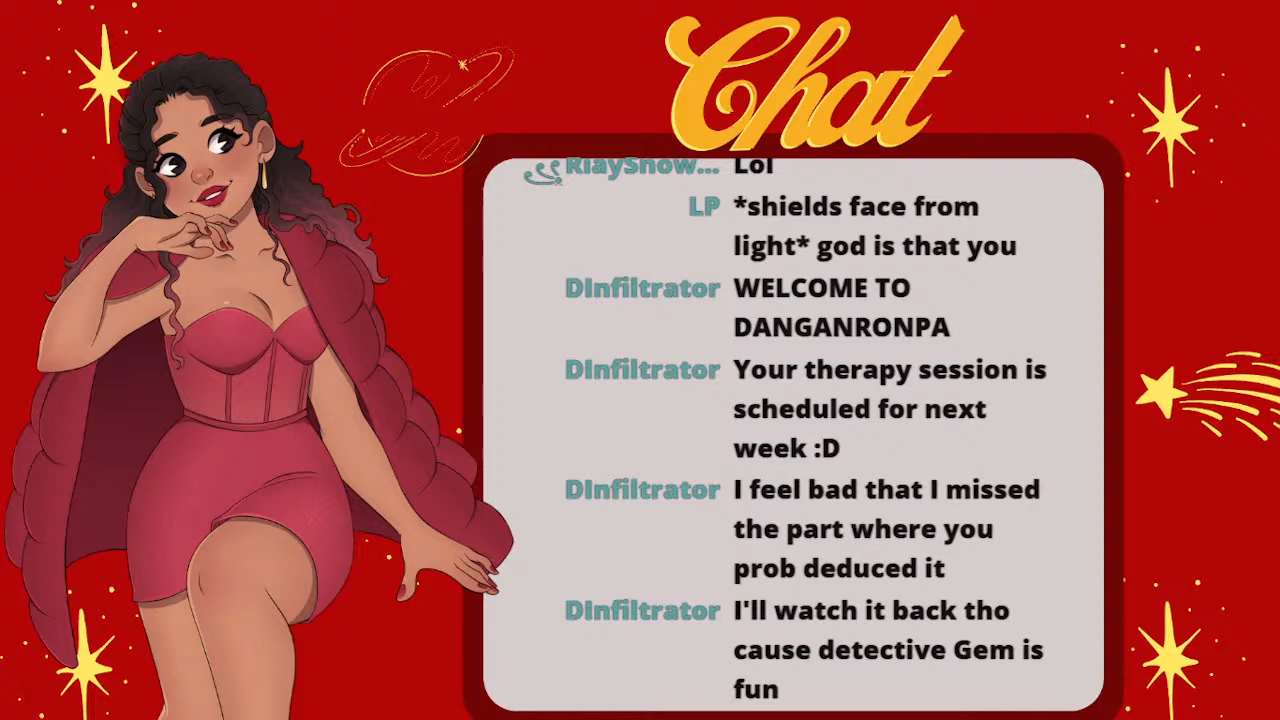 Chat
RlaySnow... Lol
LP *shields face from
light* god is that you
DInfiltrator WELCOME TO
DANGANRONPA
DInfiltrator Your therapy session is
scheduled for next
week :D
DInfiltrator I feel bad that I missed
the part where you
prob deduced it
DInfiltrator I'll watch it back tho
cause detective Gem is
fun